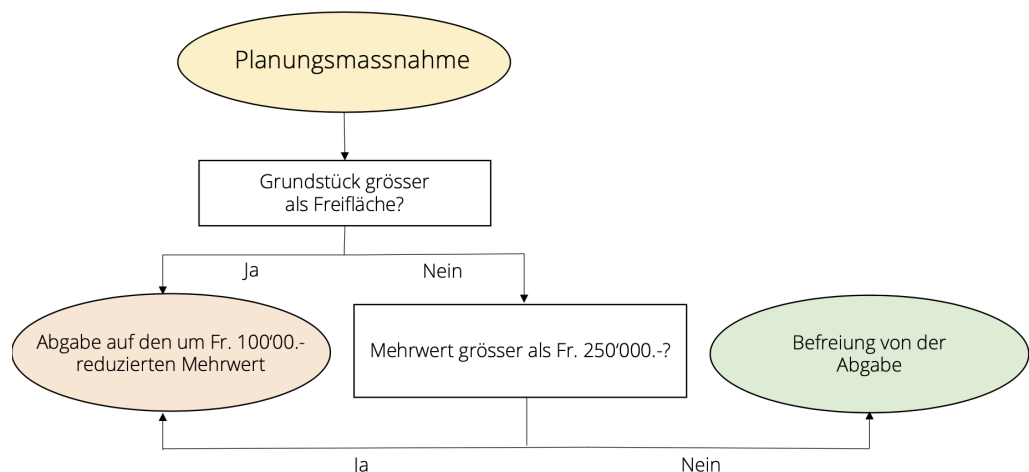 Planungsmassnahme
Grundstück grösser
als Freifläche?
Ja
Nein
Abgabe auf den um Fr. 100‘00.-
reduzierten Mehrwert
Mehrwert grösser als Fr. 250‘000.-?
Befreiung von der
Abgabe
Ja
Nein